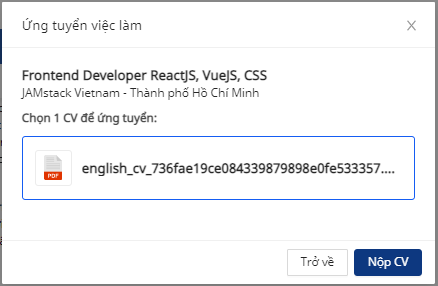 Ứng tuyển việc làm
Frontend Developer ReactJS, VueJS, CSS
JAMstack Vietnam - Thành phố Hồ Chí Minh
Chọn 1 CV để ứng tuyển:
PDF
english_cv_736fae19ce084339879898e0fe533357....
Trở về
Nộp CV